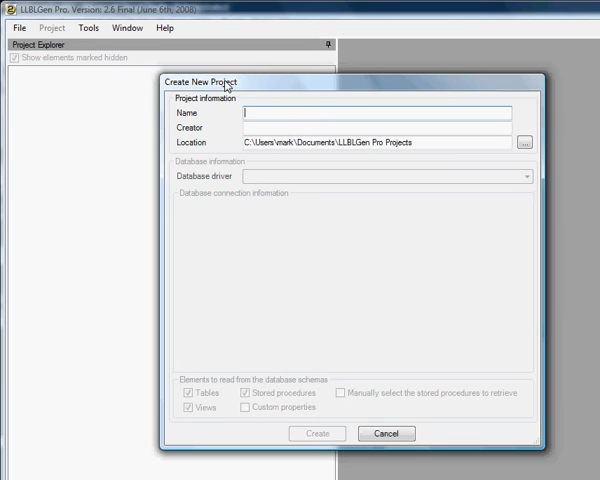 LLBLGen Pro. Version: 2.6 Final (June 6th, 2008)
File Project Tools Window Help
Project Explorer
Show elements marked hidden
Create New Project
Project information
Name
Creator
Location C:\Users\mark\Documents\LLBLGen Pro Projects ...
Database information
Database driver
Database connection information
Elements to read from the database schemas
Tables Stored procedures Manually select the stored procedures to retrieve
Views Custom properties
Create Cancel